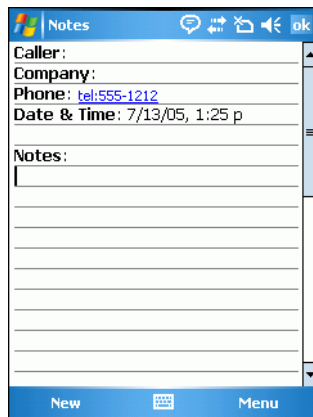 Notes ok
Caller:
Company:
Phone: tel:555-1212
Date & Time: 7/13/05, 1:25 p
Notes:
New Menu